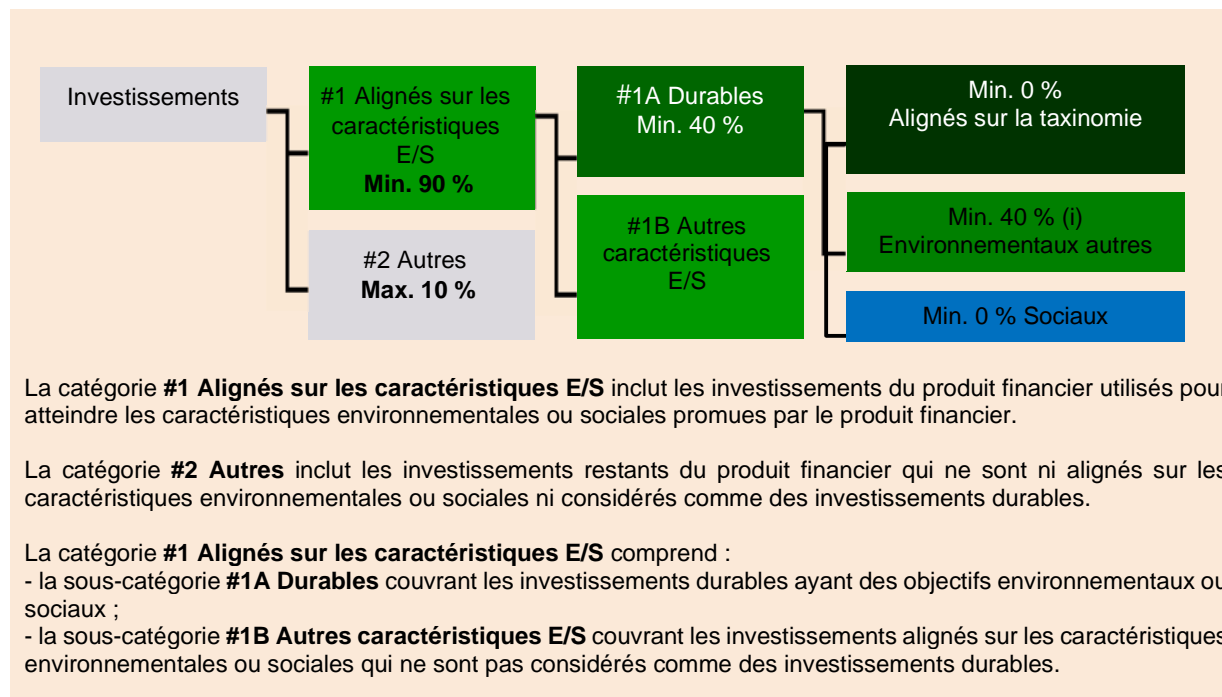 Investissements
#1 Alignés sur les
caractéristiques
E/S
Min. 90 %
#2 Autres
Max. 10 %
#1A Durables
Min. 40 %
#1B Autres
caractéristiques
E/S
Min. 0 %
Alignés sur la taxinomie
Min. 40 % (i)
Environnementaux autres
Min. 0 % Sociaux
La catégorie #1 Alignés sur les caractéristiques E/S inclut les investissements du produit financier utilisés pour
atteindre les caractéristiques environnementales ou sociales promues par le produit financier.
La catégorie #2 Autres inclut les investissements restants du produit financier qui ne sont ni alignés sur les
caractéristiques environnementales ou sociales ni considérés comme des investissements durables.
La catégorie #1 Alignés sur les caractéristiques E/S comprend :
- la sous-catégorie #1A Durables couvrant les investissements durables ayant des objectifs environnementaux ou
sociaux ;
- la sous-catégorie #1B Autres caractéristiques E/S couvrant les investissements alignés sur les caractéristiques
environnementales ou sociales qui ne sont pas considérés comme des investissements durables.